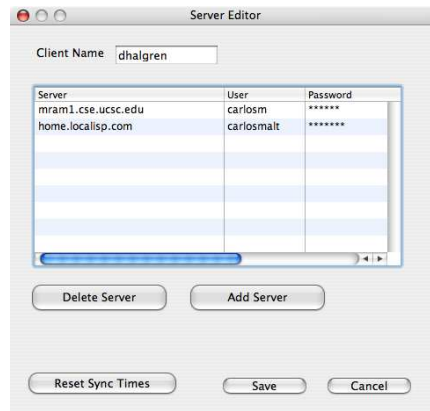 Server Editor
Client Name dhalgren
Server User Password
mram1.cse.ucsc.edu carlosm ******
home.localisp.com carlosmalt *******
Delete Server Add Server
Reset Sync Times Save Cancel